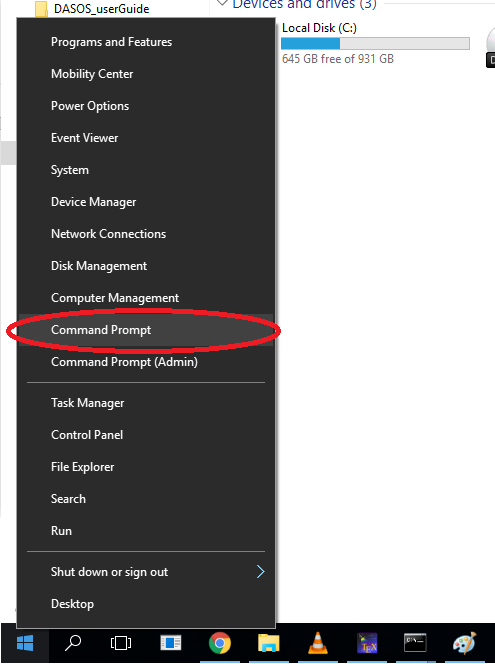 DASOS_userGuide
Devices and drives (3)
Local Disk (C:)
645 GB free of 931 GB
Programs and Features
Mobility Center
Power Options
Event Viewer
System
Device Manager
Network Connections
Disk Management
Computer Management
Command Prompt
Command Prompt (Admin)
Task Manager
Control Panel
File Explorer
Search
Run
Shut down or sign out
Desktop